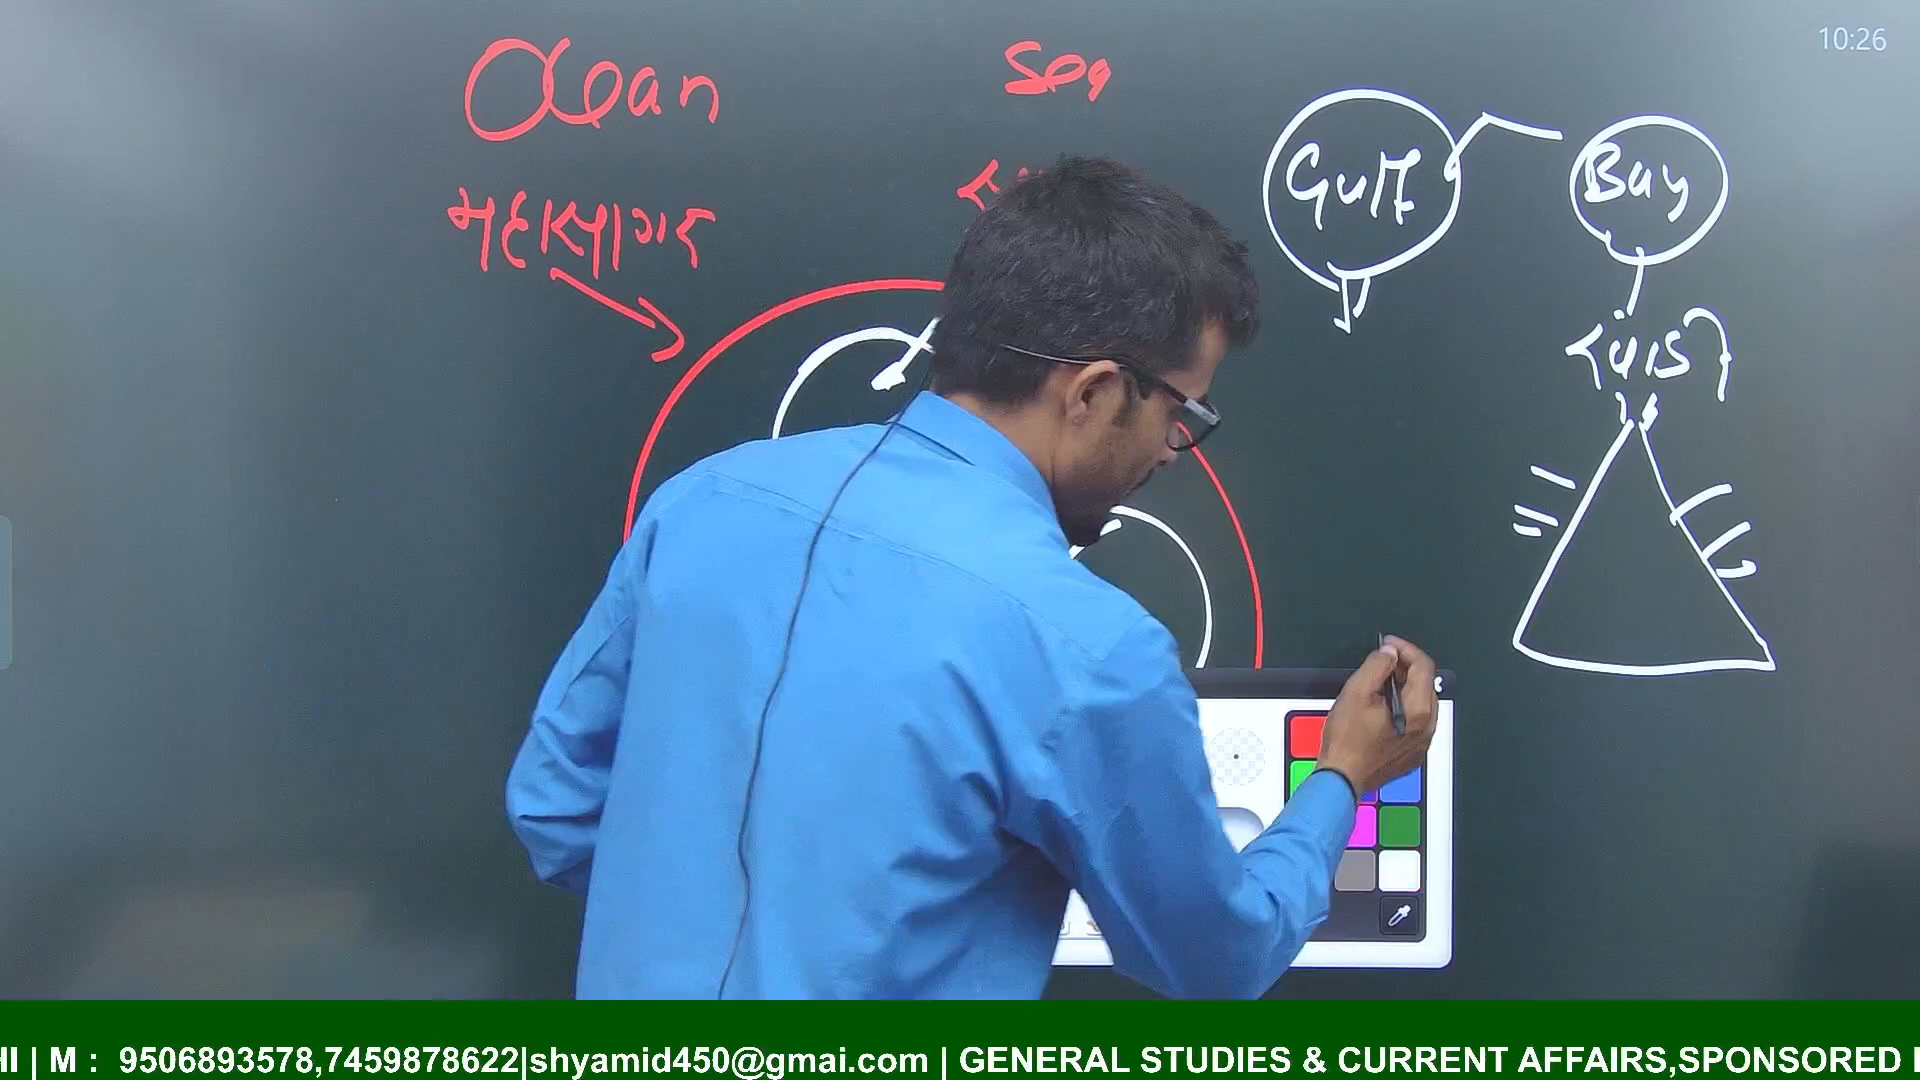 10:26
Ocean
Sea
Gulf
Bay
महासागर
खाड़ी
HI | M : 9506893578,7459878622|shyamid450@gmai.com | GENERAL STUDIES & CURRENT AFFAIRS,SPONSORED